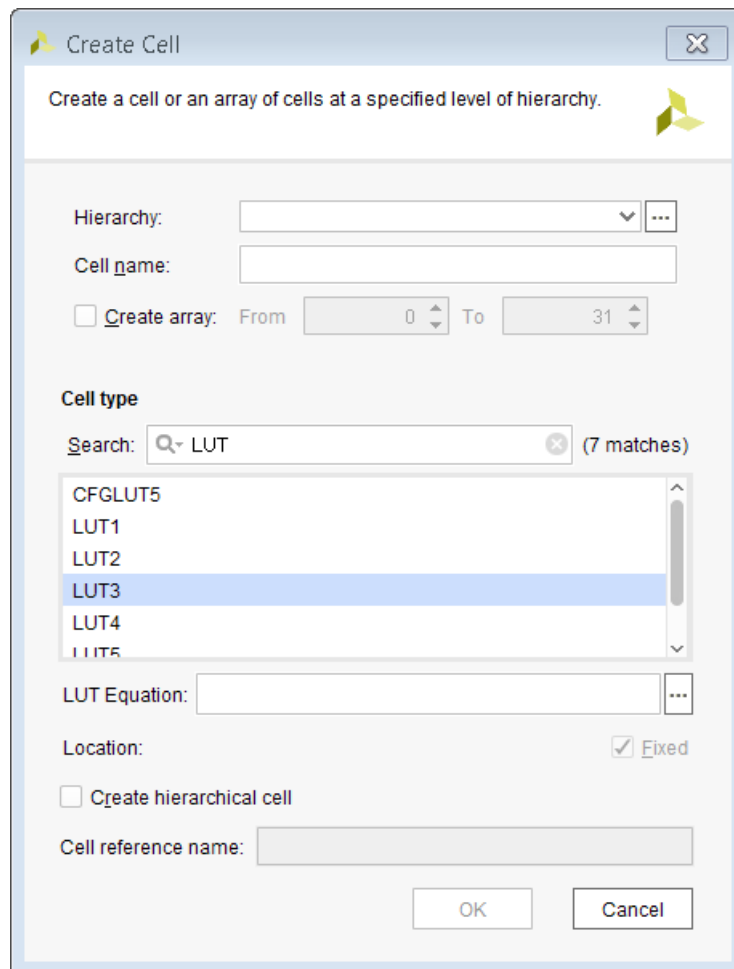 Create Cell
Create a cell or an array of cells at a specified level of hierarchy.
Hierarchy:
Cell name:
Create array: From 0 To 31
Cell type
Search: LUT (7 matches)
CFGLUT5
LUT1
LUT2
LUT3
LUT4
LUT5
LUT Equation:
Location: Fixed
Create hierarchical cell
Cell reference name:
OK Cancel